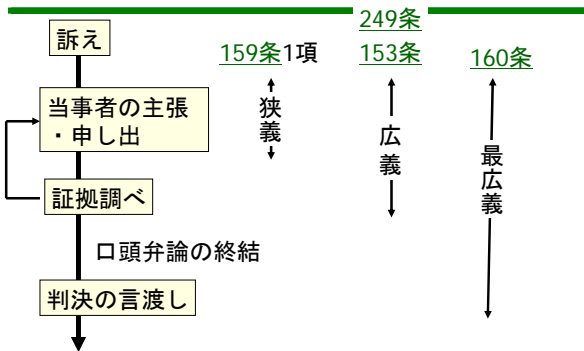 訴え
249条
159条1項
153条
160条
当事者の主張
・申し出
狭義
広義
最広義
証拠調べ
口頭弁論の終結
判決の言渡し